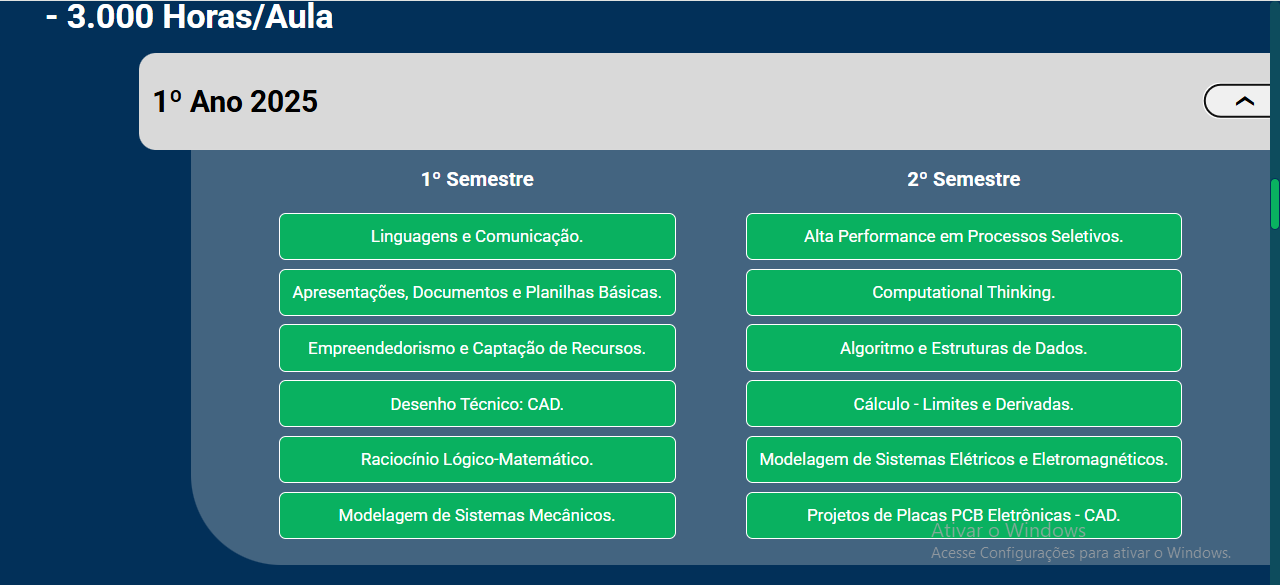 - 3.000 Horas/Aula
1º Ano 2025
1º Semestre
Linguagens e Comunicação.
Apresentações, Documentos e Planilhas Básicas.
Empreendedorismo e Captação de Recursos.
Desenho Técnico: CAD.
Raciocínio Lógico-Matemático.
Modelagem de Sistemas Mecânicos.
2º Semestre
Alta Performance em Processos Seletivos.
Computational Thinking.
Algoritmo e Estruturas de Dados.
Cálculo - Limites e Derivadas.
Modelagem de Sistemas Elétricos e Eletromagnéticos.
Projetos de Placas PCB Eletrônicas - CAD.
Ativar o Windows
Acesse Configurações para ativar o Windows.